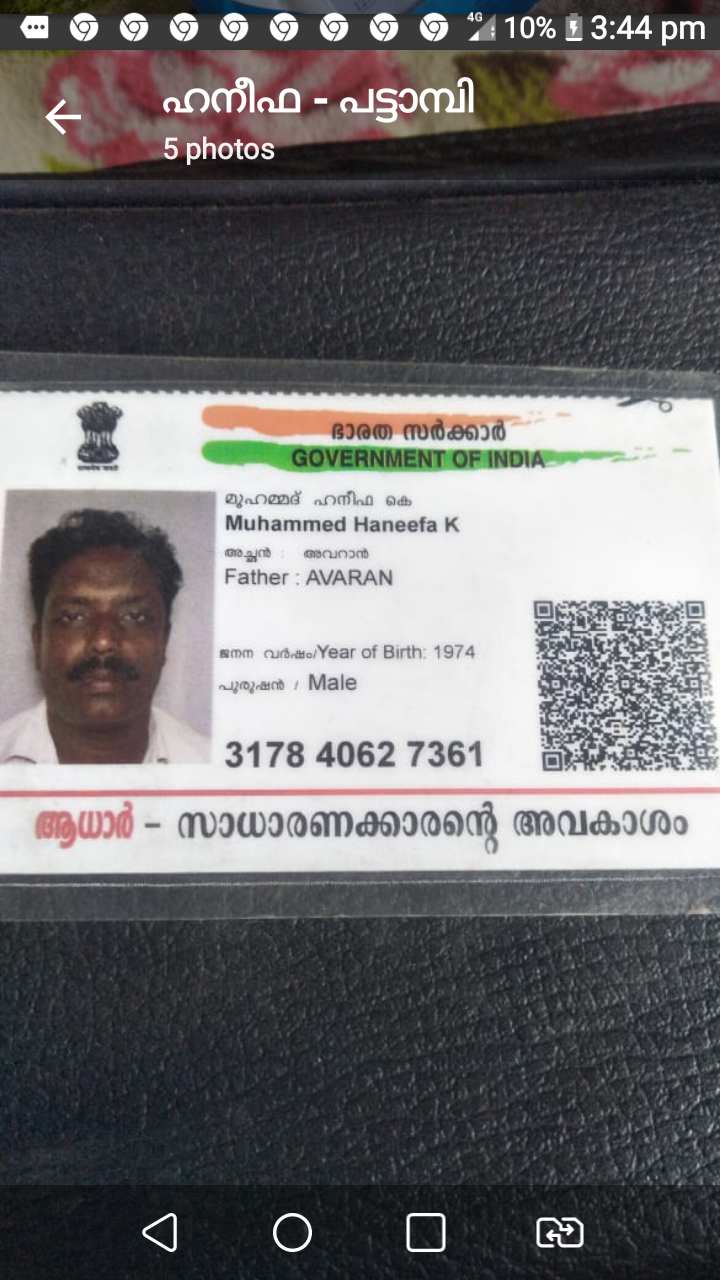 4G 10% 3:44 pm
ഹനീഫ - പട്ടാമ്പി
5 photos
ഭാരത സർക്കാർ
GOVERNMENT OF INDIA
മുഹമ്മദ് ഹനീഫ കെ
Muhammed Haneefa K
അച്ഛൻ : അവറാൻ
Father : AVARAN
ജനന വർഷം/Year of Birth: 1974
പുരുഷൻ / Male
3178 4062 7361
ആധാർ – സാധാരണക്കാരന്റെ അവകാശം